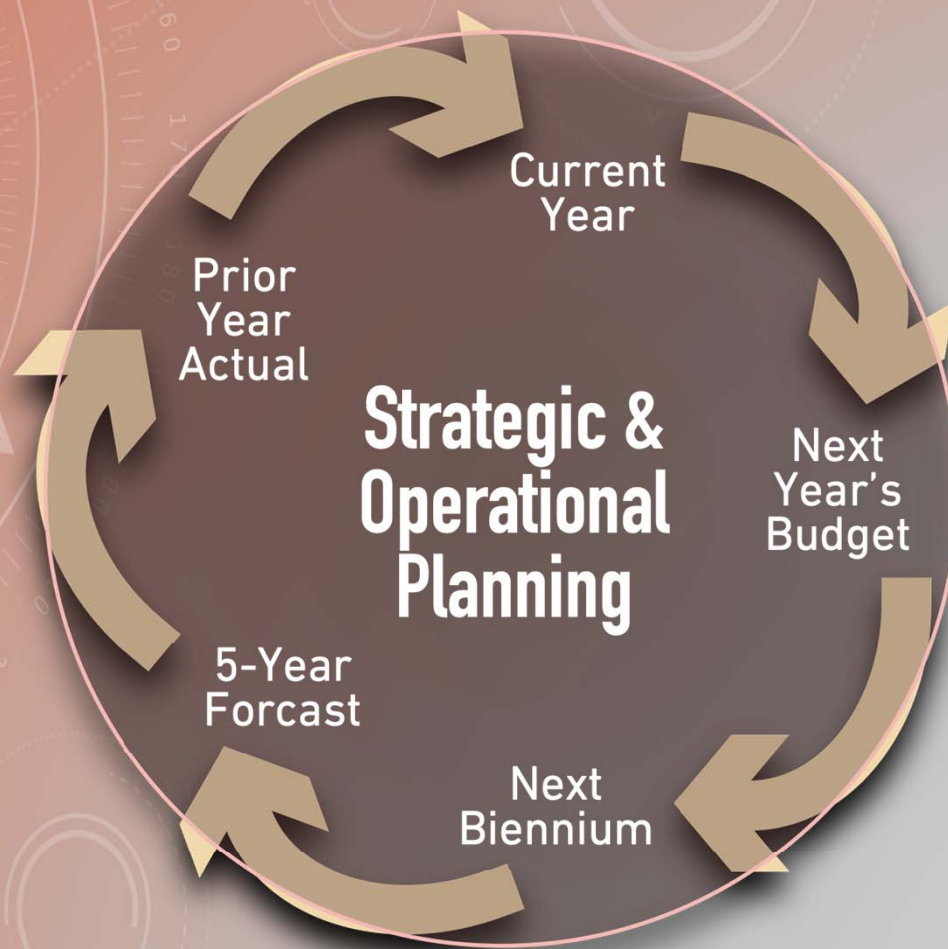 Current
Year
Prior
Year
Actual
Strategic &
Operational
Planning
Next
Year's
Budget
5-Year
Forcast
Next
Biennium